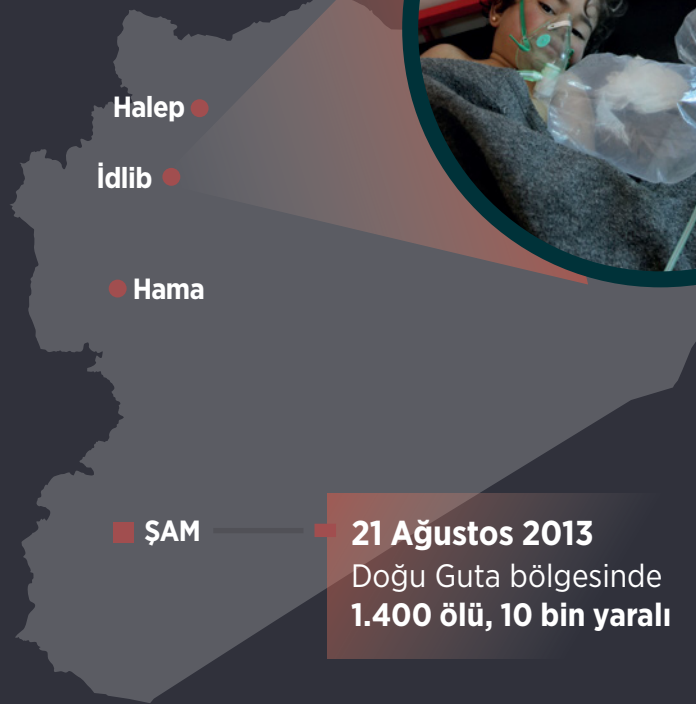 Halep
İdlib
Hama
ŞAM
21 Ağustos 2013
Doğu Guta bölgesinde
1.400 ölü, 10 bin yaralı